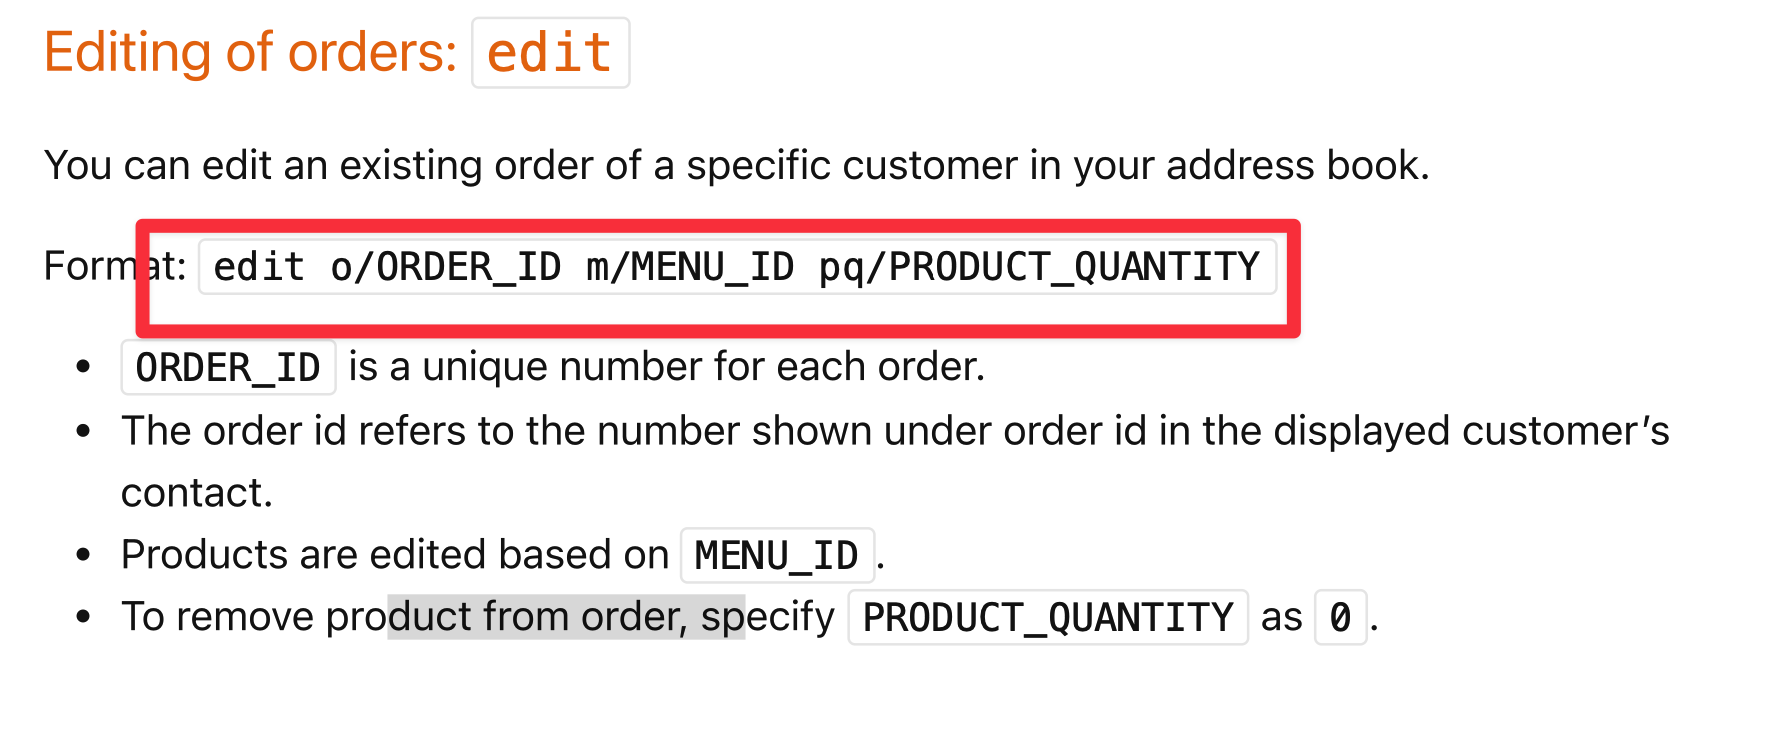 Editing of orders: edit
You can edit an existing order of a specific customer in your address book.
Format: edit o/ORDER_ID m/MENU_ID pq/PRODUCT_QUANTITY
• ORDER_ID is a unique number for each order.
• The order id refers to the number shown under order id in the displayed customer’s
contact.
• Products are edited based on MENU_ID.
• To remove product from order, specify PRODUCT_QUANTITY as 0.